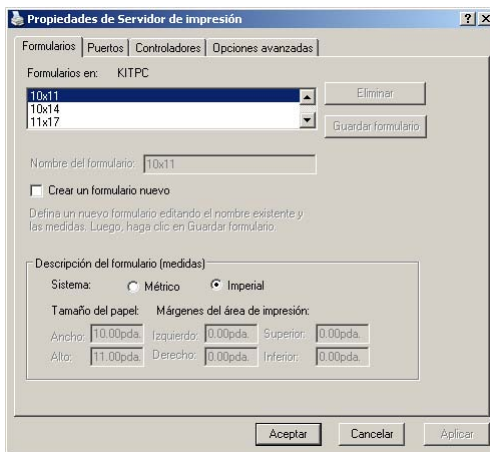 Propiedades de Servidor de impresión
Formularios Puertos Controladores Opciones avanzadas
Formularios en: KITPC
10x11
10x14
11x17
Eliminar
Guardar formulario
Nombre del formulario: 10x11
Crear un formulario nuevo
Defina un nuevo formulario editando el nombre existente y
las medidas. Luego, haga clic en Guardar formulario.
Descripción del formulario (medidas)
Sistema: Métrico Imperial
Tamaño del papel: Márgenes del área de impresión:
Ancho: 10.00pda. Izquierdo: 0.00pda. Superior: 0.00pda.
Alto: 11.00pda. Derecho: 0.00pda. Inferior: 0.00pda.
Aceptar Cancelar Aplicar